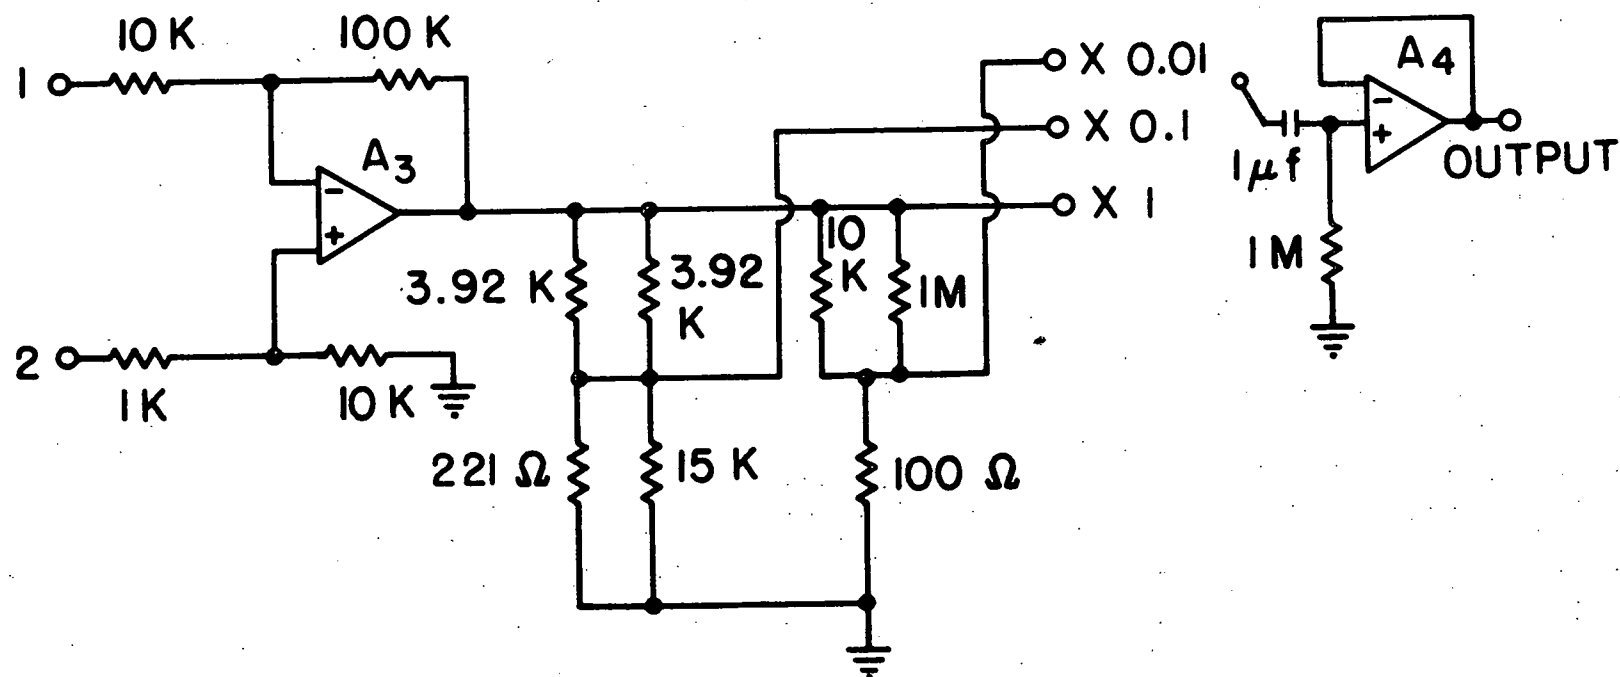 10 K
100 K
1
A3
2
1 K
10 K
3.92 K
3.92
K
10
K
1M
221 Ω
15 K
100 Ω
X 0.01
X 0.1
X 1
1 μf
1 M
A4
OUTPUT
-
+
-
+